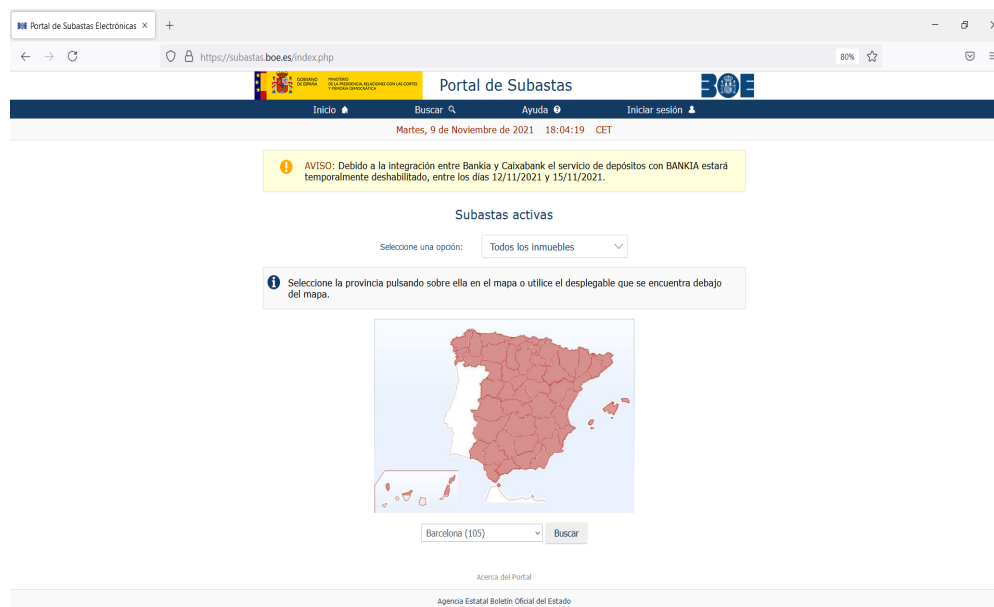 BOE Portal de Subastas Electrónicas × +
https://subastas.boe.es/index.php 80%
GOBIERNO DE ESPAÑA
MINISTERIO DE LA PRESIDENCIA, RELACIONES CON LAS CORTES Y MEMORIA DEMOCRÁTICA
Portal de Subastas
BOE
Inicio Buscar Ayuda Iniciar sesión
Martes, 9 de Noviembre de 2021 18:04:19 CET
AVISO: Debido a la integración entre Bankia y Caixabank el servicio de depósitos con BANKIA estará
temporalmente deshabilitado, entre los días 12/11/2021 y 15/11/2021.
Subastas activas
Seleccione una opción: Todos los inmuebles
Seleccione la provincia pulsando sobre ella en el mapa o utilice el desplegable que se encuentra debajo
del mapa.
Barcelona (105) Buscar
Acerca del Portal
Agencia Estatal Boletín Oficial del Estado